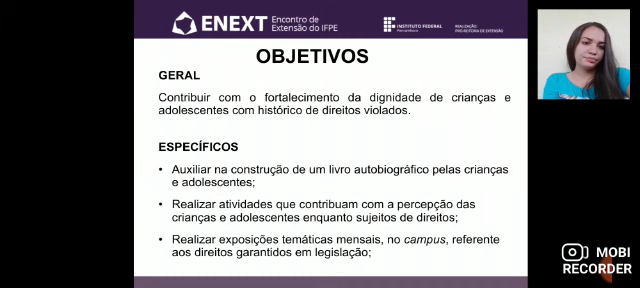 ENEXT Encontro de
Extensão do IFPE
INSTITUTO FEDERAL
Pernambuco
REALIZAÇÃO:
PRÓ-REITORIA DE EXTENSÃO
OBJETIVOS
GERAL
Contribuir com o fortalecimento da dignidade de crianças e
adolescentes com histórico de direitos violados.
ESPECÍFICOS
• Auxiliar na construção de um livro autobiográfico pelas crianças
e adolescentes;
• Realizar atividades que contribuam com a percepção das
crianças e adolescentes enquanto sujeitos de direitos;
• Realizar exposições temáticas mensais, no campus, referente
aos direitos garantidos em legislação;
MOBI
RECORDER